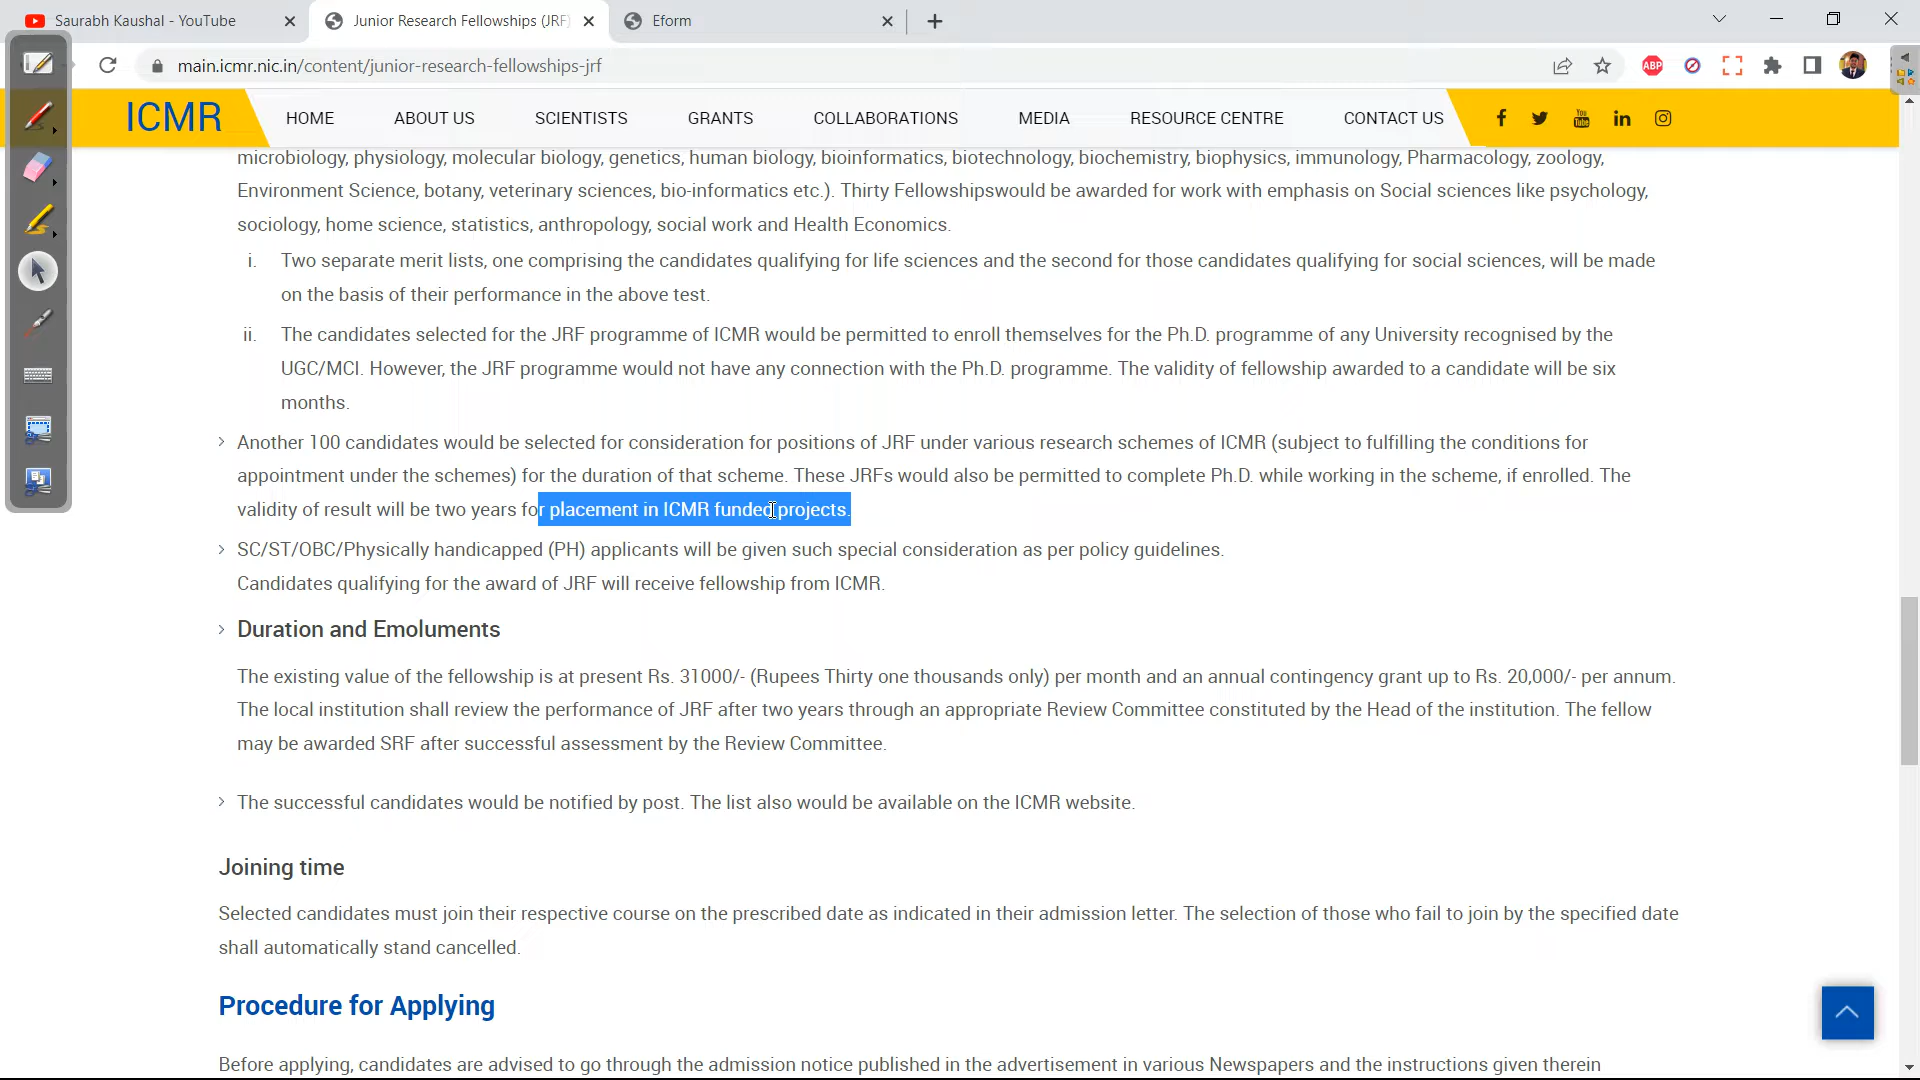 Saurabh Kaushal - YouTube
Junior Research Fellowships (JRF)
Eform
main.icmr.nic.in/content/junior-research-fellowships-jrf
ABP
ICMR
HOME
ABOUT US
SCIENTISTS
GRANTS
COLLABORATIONS
MEDIA
RESOURCE CENTRE
CONTACT US
microbiology, physiology, molecular biology, genetics, human biology, bioinformatics, biotechnology, biochemistry, biophysics, immunology, Pharmacology, zoology,
Environment Science, botany, veterinary sciences, bio-informatics etc.). Thirty Fellowshipswould be awarded for work with emphasis on Social sciences like psychology,
sociology, home science, statistics, anthropology, social work and Health Economics.
i. Two separate merit lists, one comprising the candidates qualifying for life sciences and the second for those candidates qualifying for social sciences, will be made
on the basis of their performance in the above test.
ii. The candidates selected for the JRF programme of ICMR would be permitted to enroll themselves for the Ph.D. programme of any University recognised by the
UGC/MCI. However, the JRF programme would not have any connection with the Ph.D. programme. The validity of fellowship awarded to a candidate will be six
months.
Another 100 candidates would be selected for consideration for positions of JRF under various research schemes of ICMR (subject to fulfilling the conditions for
appointment under the schemes) for the duration of that scheme. These JRFs would also be permitted to complete Ph.D. while working in the scheme, if enrolled. The
validity of result will be two years for placement in ICMR funded projects.
SC/ST/OBC/Physically handicapped (PH) applicants will be given such special consideration as per policy guidelines.
Candidates qualifying for the award of JRF will receive fellowship from ICMR.
Duration and Emoluments
The existing value of the fellowship is at present Rs. 31000/- (Rupees Thirty one thousands only) per month and an annual contingency grant up to Rs. 20,000/- per annum.
The local institution shall review the performance of JRF after two years through an appropriate Review Committee constituted by the Head of the institution. The fellow
may be awarded SRF after successful assessment by the Review Committee.
The successful candidates would be notified by post. The list also would be available on the ICMR website.
Joining time
Selected candidates must join their respective course on the prescribed date as indicated in their admission letter. The selection of those who fail to join by the specified date
shall automatically stand cancelled.
Procedure for Applying
Before applying, candidates are advised to go through the admission notice published in the advertisement in various Newspapers and the instructions given therein